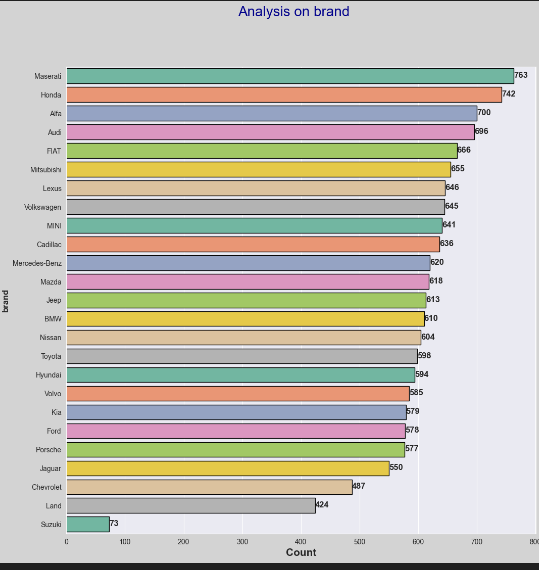 Analysis on brand
Maserati 763
Honda 742
Alfa 700
Audi 696
FIAT 666
Mitsubishi 655
Lexus 646
Volkswagen 645
MINI 641
Cadillac 636
Mercedes-Benz 620
Mazda 618
Jeep 613
BMW 610
Nissan 604
Toyota 598
Hyundai 594
Volvo 585
Kia 579
Ford 578
Porsche 577
Jaguar 550
Chevrolet 487
Land 424
Suzuki 73
brand
0 100 200 300 400 500 600 700 800
Count